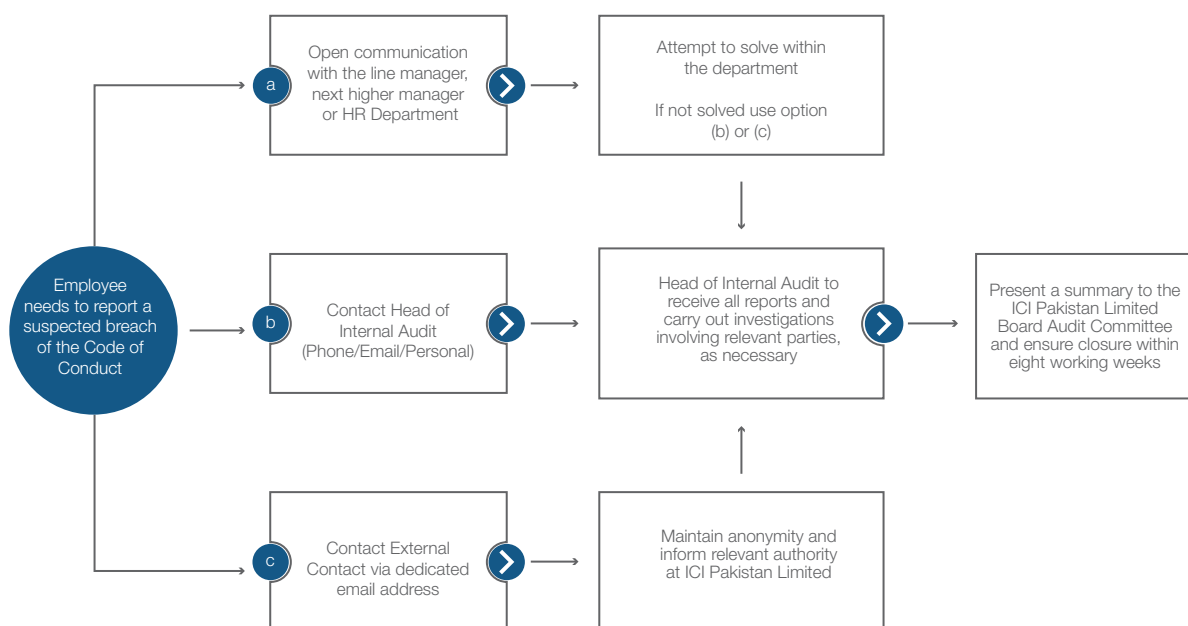 Employee
needs to report a
suspected breach
of the Code of
Conduct
a
Open communication
with the line manager,
next higher manager
or HR Department
Attempt to solve within
the department
If not solved use option
(b) or (c)
b
Contact Head of
Internal Audit
(Phone/Email/Personal)
Head of Internal Audit to
receive all reports and
carry out investigations
involving relevant parties,
as necessary
Present a summary to the
ICI Pakistan Limited
Board Audit Committee
and ensure closure within
eight working weeks
c
Contact External
Contact via dedicated
email address
Maintain anonymity and
inform relevant authority
at ICI Pakistan Limited